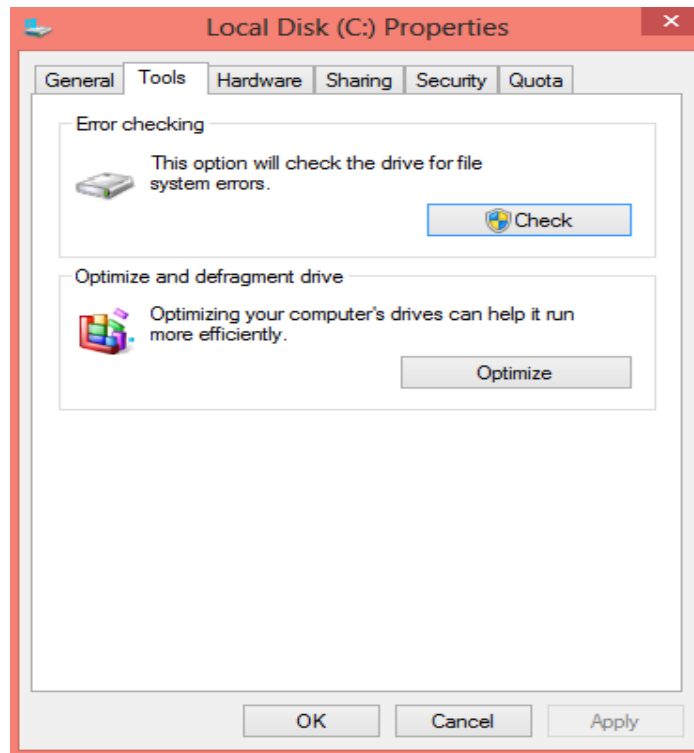 Local Disk (C:) Properties
General Tools Hardware Sharing Security Quota
Error checking
This option will check the drive for file
system errors.
Check
Optimize and defragment drive
Optimizing your computer's drives can help it run
more efficiently.
Optimize
OK Cancel Apply